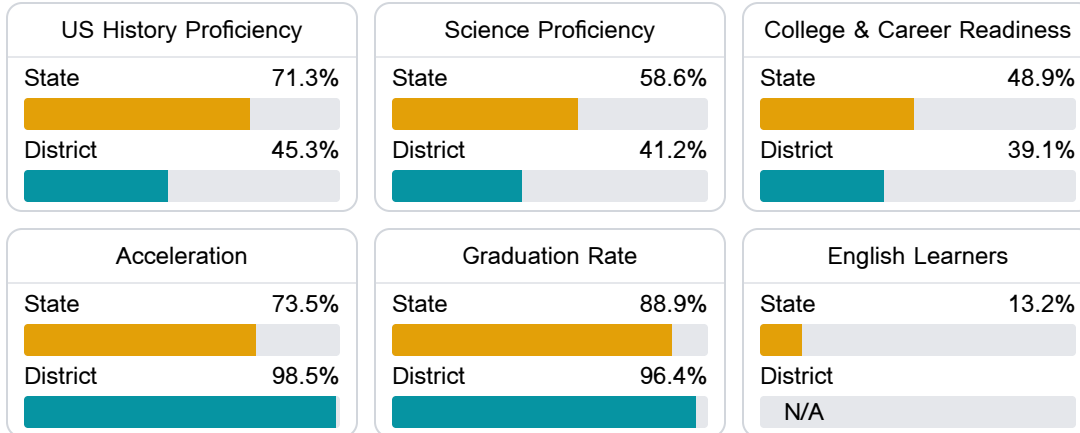 US History Proficiency
State 71.3%
District 45.3%
Science Proficiency
State 58.6%
District 41.2%
College & Career Readiness
State 48.9%
District 39.1%
Acceleration
State 73.5%
District 98.5%
Graduation Rate
State 88.9%
District 96.4%
English Learners
State 13.2%
District
N/A